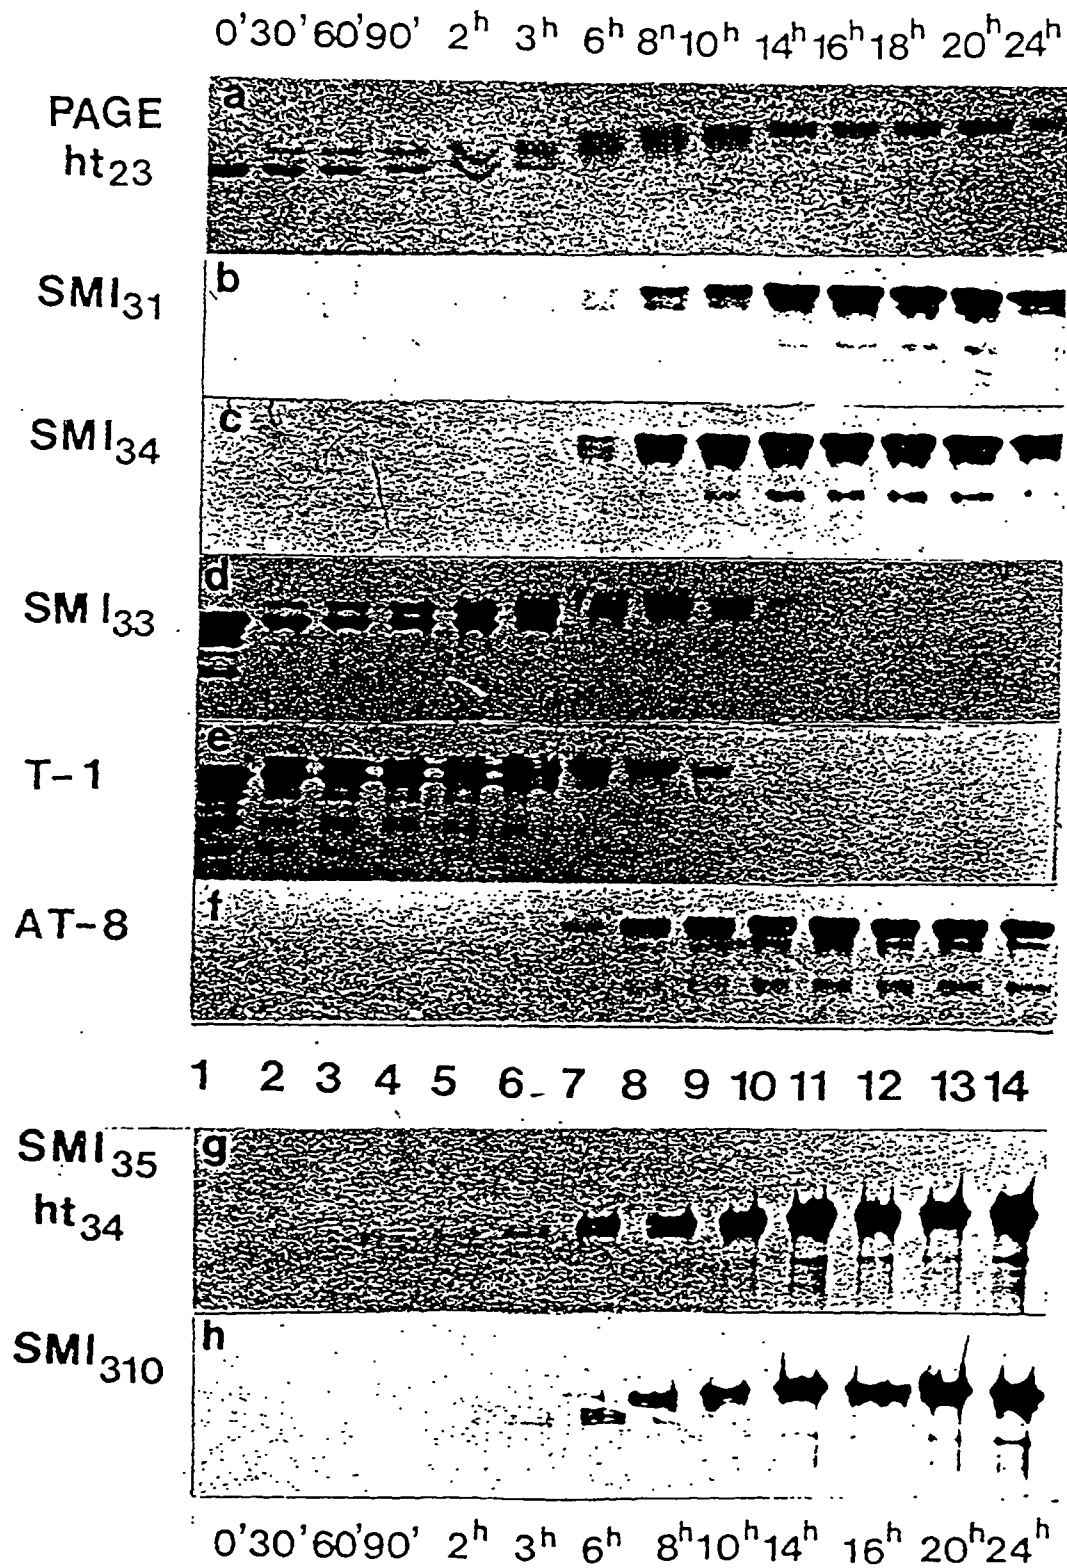 0' 30' 60' 90' 2h 3h 6h 8h 10h 14h 16h 18h 20h 24h
a
PAGE
ht23
b
SMI31
c
SMI34
d
SMI33
e
T-1
f
AT-8
1 2 3 4 5 6 7 8 9 10 11 12 13 14
g
SMI35
ht34
h
SMI310
0' 30' 60' 90' 2h 3h 6h 8h 10h 14h 16h 20h 24h